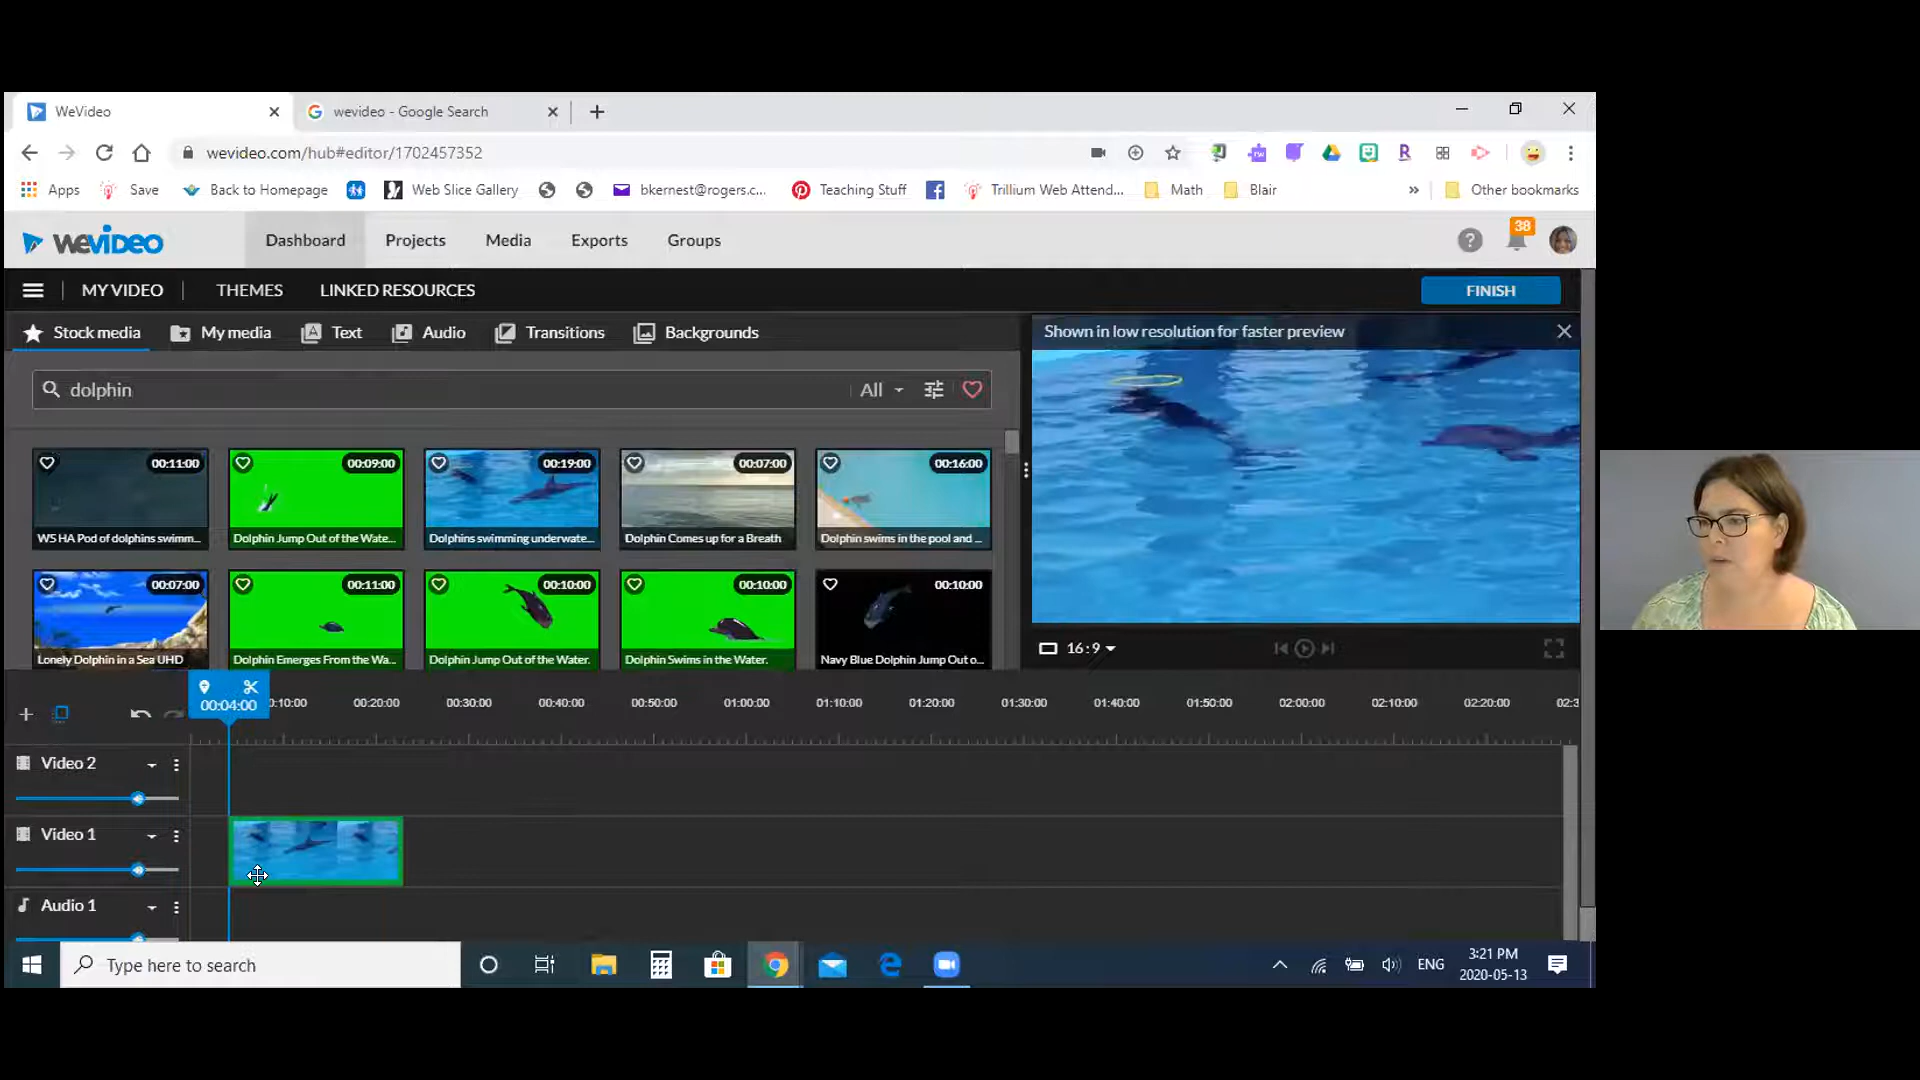 WeVideo
wevideo - Google Search
wevideo.com/hub#editor/1702457352
Apps Save Back to Homepage Web Slice Gallery bkernest@rogers.c... Teaching Stuff Trillium Web Attend... Math Blair » Other bookmarks
WEVIDEO Dashboard Projects Media Exports Groups ? 38
MY VIDEO THEMES LINKED RESOURCES FINISH
Stock media My media Text Audio Transitions Backgrounds
Shown in low resolution for faster preview
dolphin All
00:11:00 00:09:00 00:19:00 00:07:00 00:16:00
WS HA Pod of dolphins swimm... Dolphin Jump Out of the Wate... Dolphins swimming underwate... Dolphin Comes up for a Breath Dolphin swims in the pool and ...
00:07:00 00:11:00 00:10:00 00:10:00 00:10:00
Lonely Dolphin in a Sea UHD Dolphin Emerges From the Wa... Dolphin Jump Out of the Water. Dolphin Swims in the Water. Navy Blue Dolphin Jump Out o...
16:9
00:04:00 :10:00 00:20:00 00:30:00 00:40:00 00:50:00 01:00:00 01:10:00 01:20:00 01:30:00 01:40:00 01:50:00 02:00:00 02:10:00 02:20:00 02:3
Video 2
Video 1
Audio 1
Type here to search
ENG
3:21 PM
2020-05-13